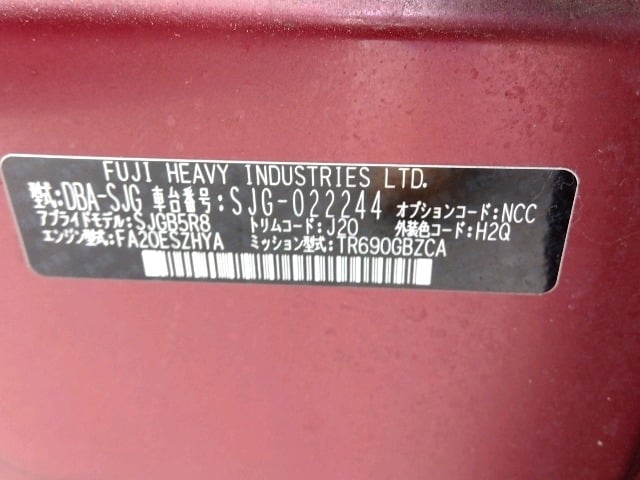 FUJI HEAVY INDUSTRIES LTD.
型式:DBA-SJG 車台番号:SJG-022244 オプションコード:NCC
アプライドモデル:SJGB5R8 トリムコード:J20 外装色コード:H2Q
エンジン型式:FA20ESZHYA ミッション型式:TR690GBZCA